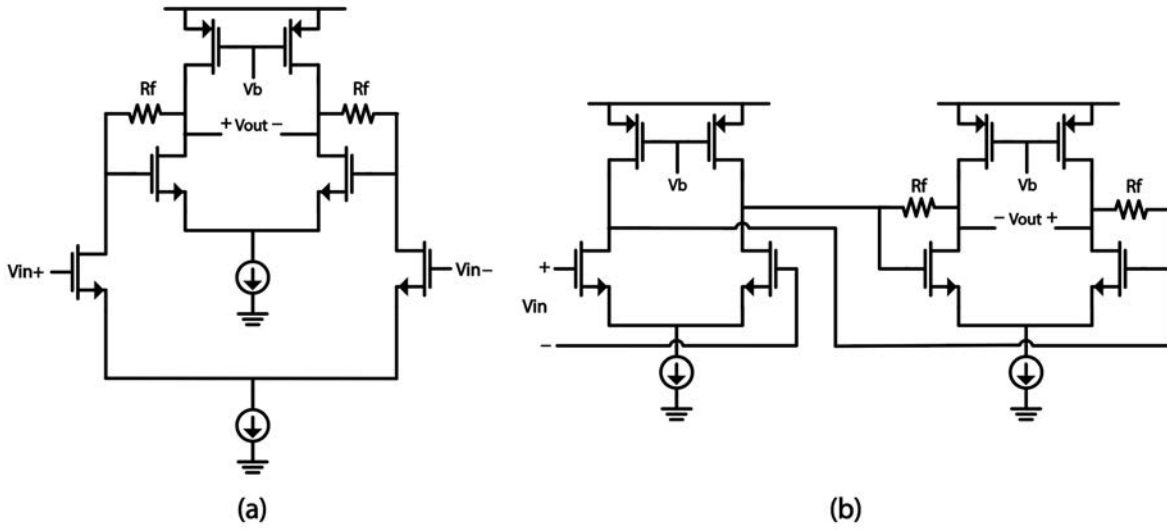 Rf
Rf
Vb
+ Vout −
Vin+
Vin−
(a)
Vb
Rf
Vb
Rf
− Vout +
+
Vin
−
(b)